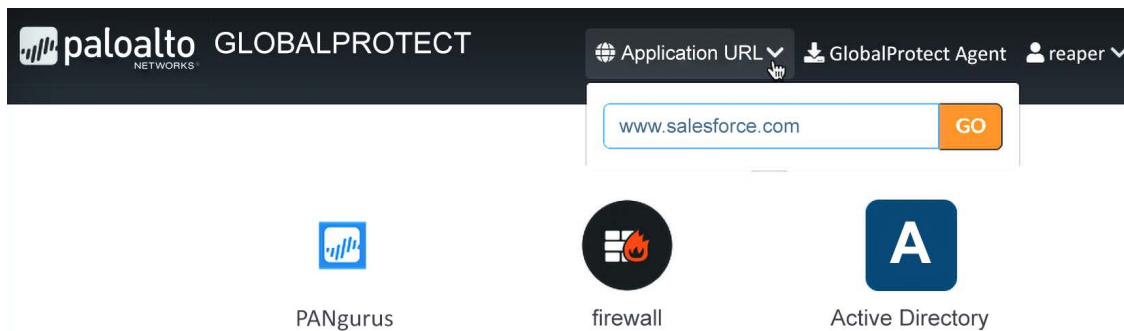 paloalto NETWORKS GLOBALPROTECT Application URL GlobalProtect Agent reaper
www.salesforce.com GO
PANgurus firewall Active Directory
A